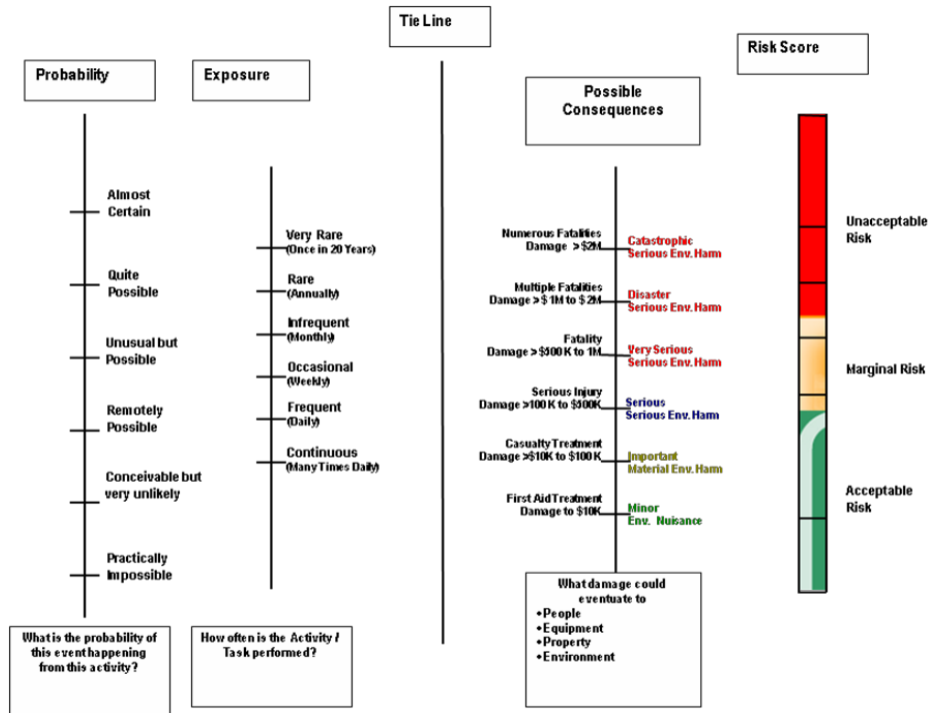 Tie Line
Probability
Exposure
Possible
Consequences
Risk Score
Almost
Certain
Quite
Possible
Unusual but
Possible
Remotely
Possible
Conceivable but
very unlikely
Practically
Impossible
What is the probability of
this event happening
from this activity?
Very Rare
(Once in 20 Years)
Rare
(Annually)
Infrequent
(Monthly)
Occasional
(Weekly)
Frequent
(Daily)
Continuous
(Many Times Daily)
How often is the Activity /
Task performed?
Numerous Fatalities
Damage > $2M
Catastrophic
Serious Env. Harm
Multiple Fatalities
Damage > $1M to $2M
Disaster
Serious Env. Harm
Fatality
Damage > $500K to 1M
Very Serious
Serious Env. Harm
Serious Injury
Damage >100K to $500K
Serious
Serious Env. Harm
Casualty Treatment
Damage >$10K to $100K
Important
Material Env. Harm
First Aid Treatment
Damage to $10K
Minor
Env. Nuisance
What damage could
eventuate to
•People
•Equipment
•Property
•Environment
Unacceptable
Risk
Marginal Risk
Acceptable
Risk